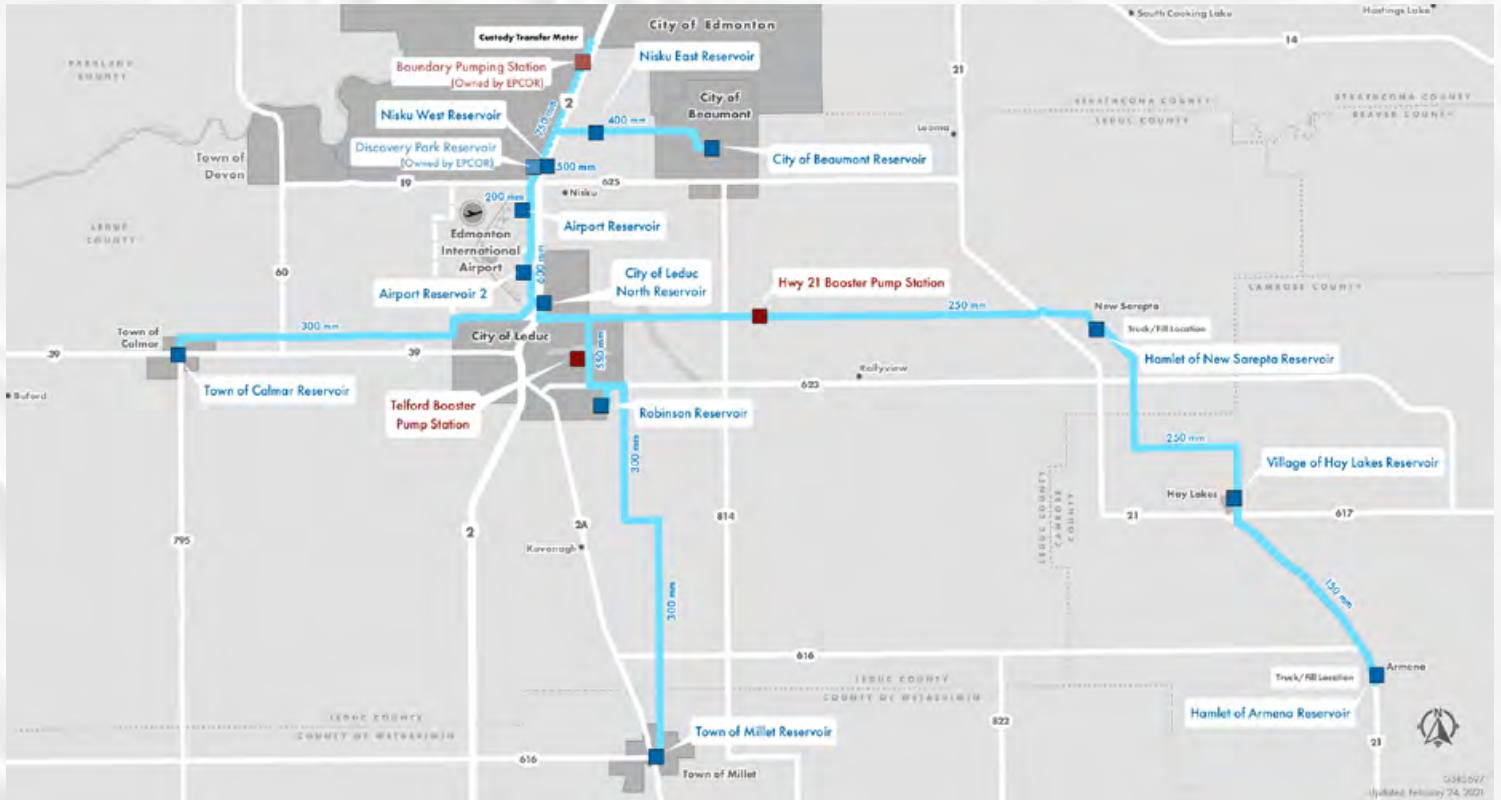 City of Edmonton
South Cooking Lake
Hastings Lake
Custody Transfer Meter
14
PARKLAND
COUNTY
Boundary Pumping Station
(Owned by EPCOR)
Nisku East Reservoir
21
2
City of
Beaumont
STRATHCONA COUNTY
LEDUC COUNTY
STRATHCONA COUNTY
BEAVER COUNTY
Nisku West Reservoir
750 mm
400 mm
Looma
Discovery Park Reservoir
(Owned by EPCOR)
City of Beaumont Reservoir
Town of
Devon
500 mm
19
625
Nisku
200 mm
LEDUC
COUNTY
Airport Reservoir
Edmonton
International
Airport
60
600 mm
City of Leduc
North Reservoir
Hwy 21 Booster Pump Station
CAMROSE COUNTY
Airport Reservoir 2
250 mm
New Sarepta
Truck/Fill Location
300 mm
Town of
Calmar
City of Leduc
39
39
550 mm
Hamlet of New Sarepta Reservoir
Rollyview
623
Buford
Town of Calmar Reservoir
Telford Booster
Pump Station
Robinson Reservoir
300 mm
250 mm
Village of Hay Lakes Reservoir
Hay Lakes
LEDUC COUNTY
CAMROSE
COUNTY
21
617
814
2
2A
795
Kavanagh
300 mm
150 mm
616
Armena
Truck/Fill Location
LEDUC COUNTY
COUNTY OF WETASKIWIN
Hamlet of Armena Reservoir
LEDUC COUNTY
COUNTY OF WETASKIWIN
822
N
Town of Millet Reservoir
21
616
Town of Millet
Updated: February 24, 2021